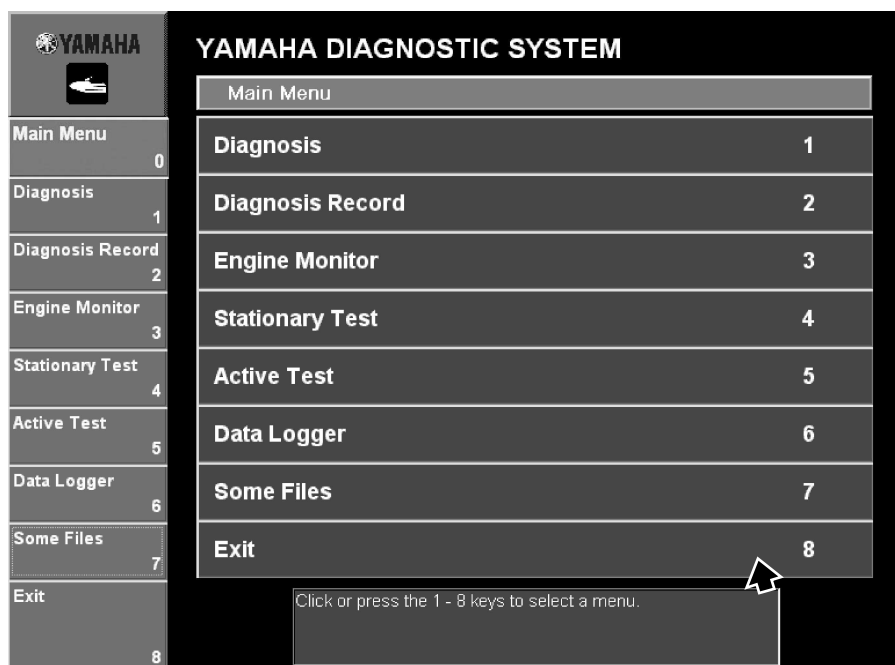 YAMAHA
Main Menu
0
Diagnosis
1
Diagnosis Record
2
Engine Monitor
3
Stationary Test
4
Active Test
5
Data Logger
6
Some Files
7
Exit
8
YAMAHA DIAGNOSTIC SYSTEM
Main Menu
Diagnosis 1
Diagnosis Record 2
Engine Monitor 3
Stationary Test 4
Active Test 5
Data Logger 6
Some Files 7
Exit 8
Click or press the 1 - 8 keys to select a menu.